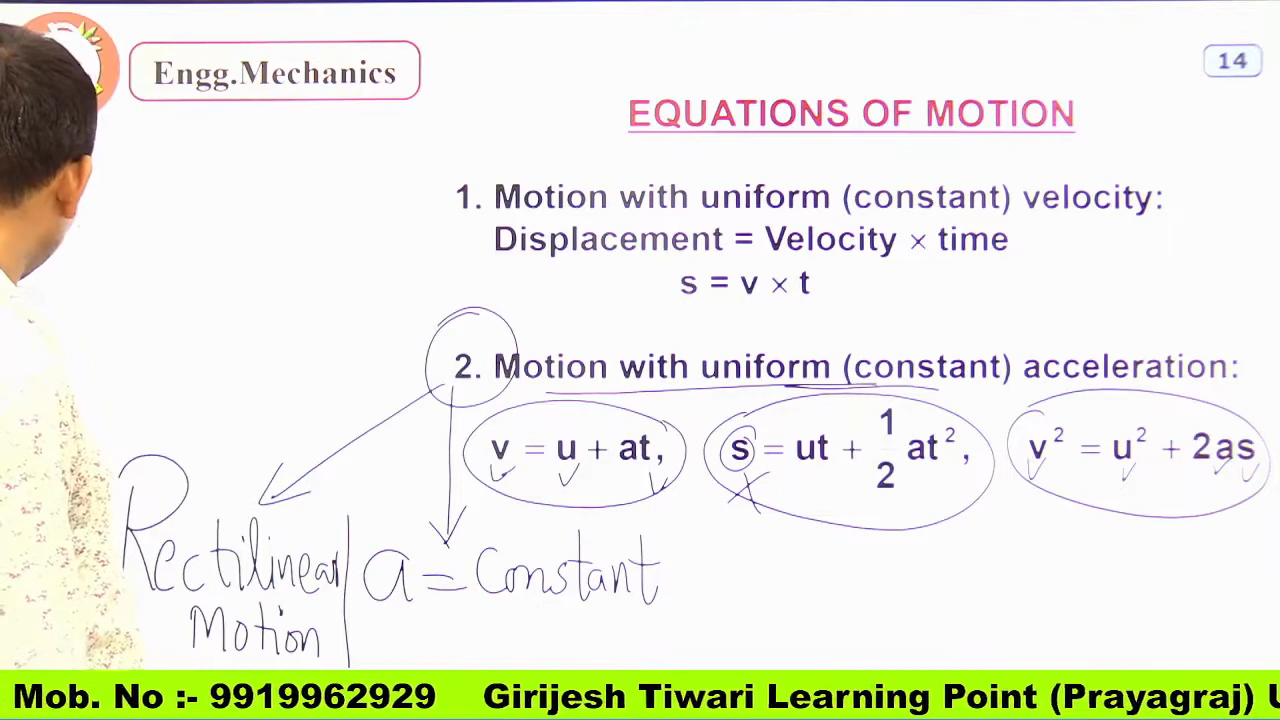 Engg.Mechanics
14
EQUATIONS OF MOTION
1. Motion with uniform (constant) velocity:
Displacement = Velocity × time
s = v × t
2. Motion with uniform (constant) acceleration:
v = u + at, s = ut + 1/2 at², v² = u² + 2as
Rectilinear Motion
a = Constant
Mob. No :- 9919962929 Girijesh Tiwari Learning Point (Prayagraj) U